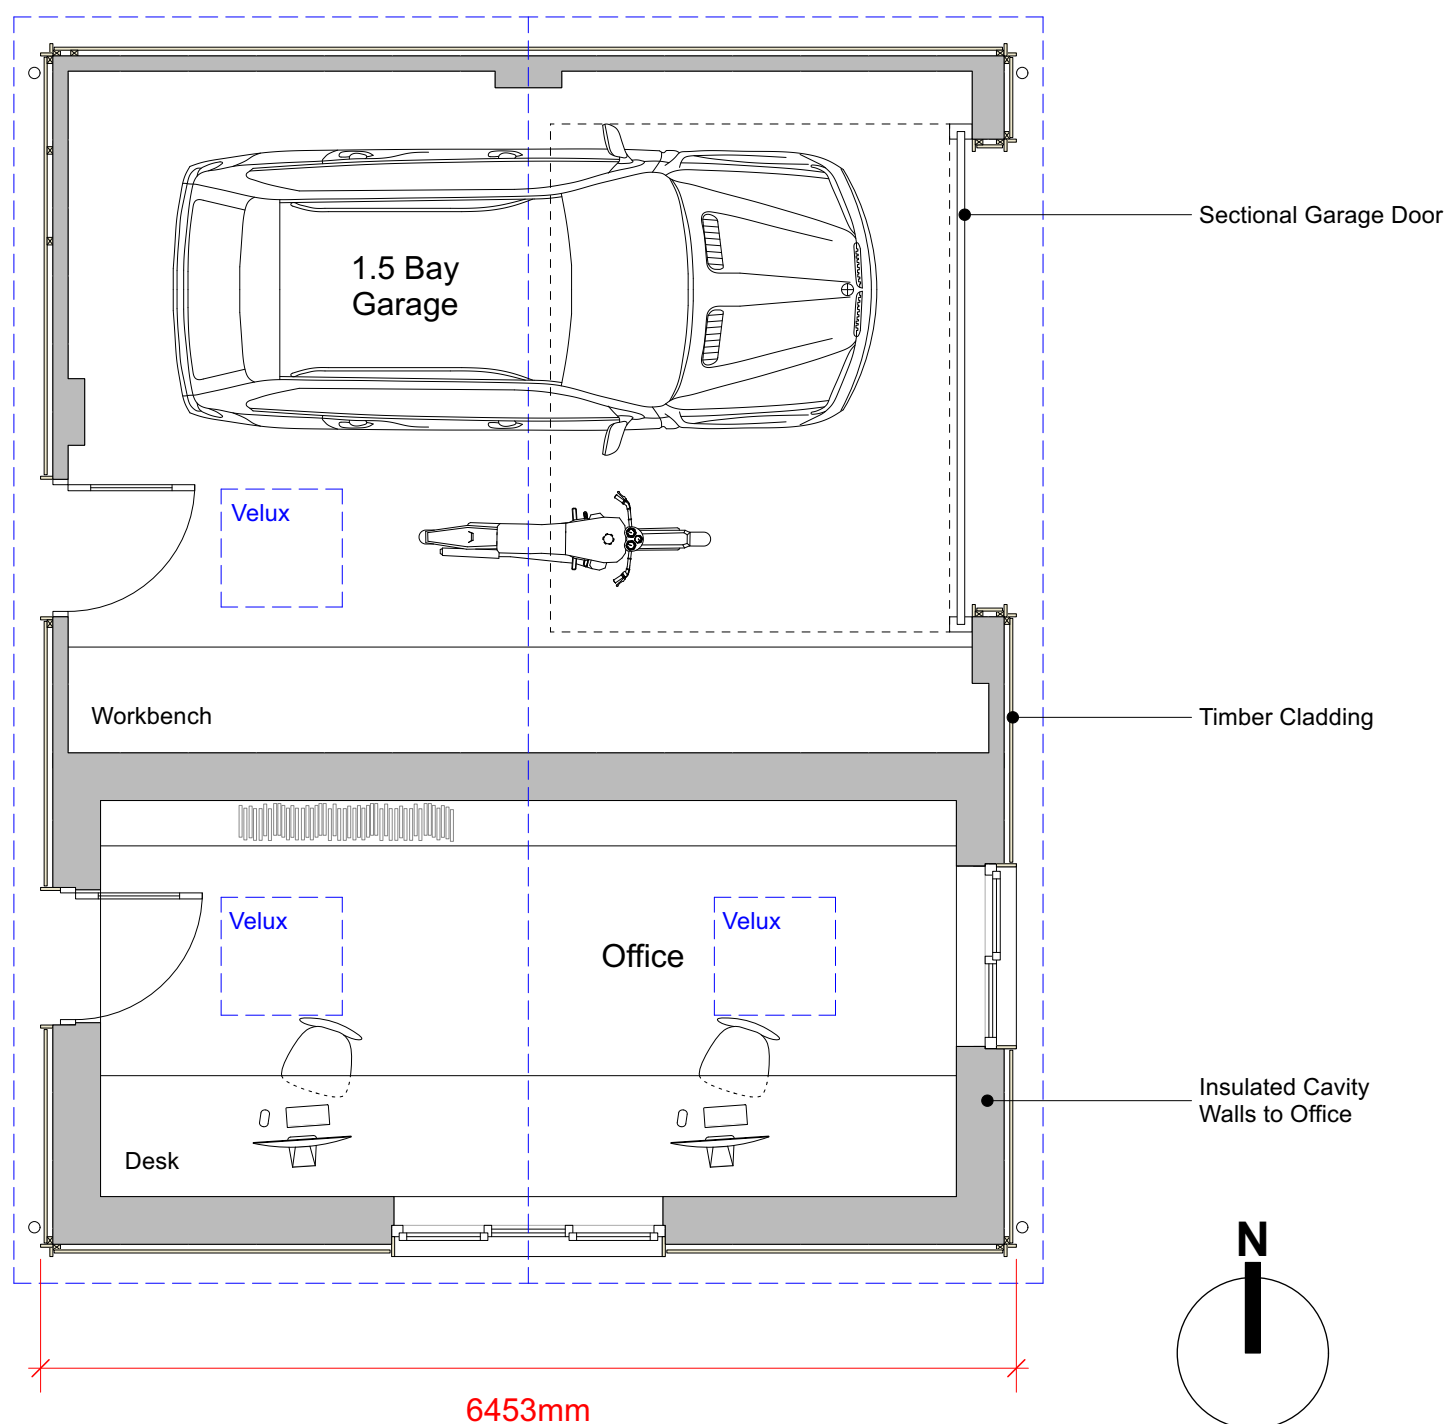 1.5 Bay
Garage
Sectional Garage Door
Velux
Workbench
Timber Cladding
Velux
Velux
Office
Insulated Cavity
Walls to Office
Desk
N
6453mm